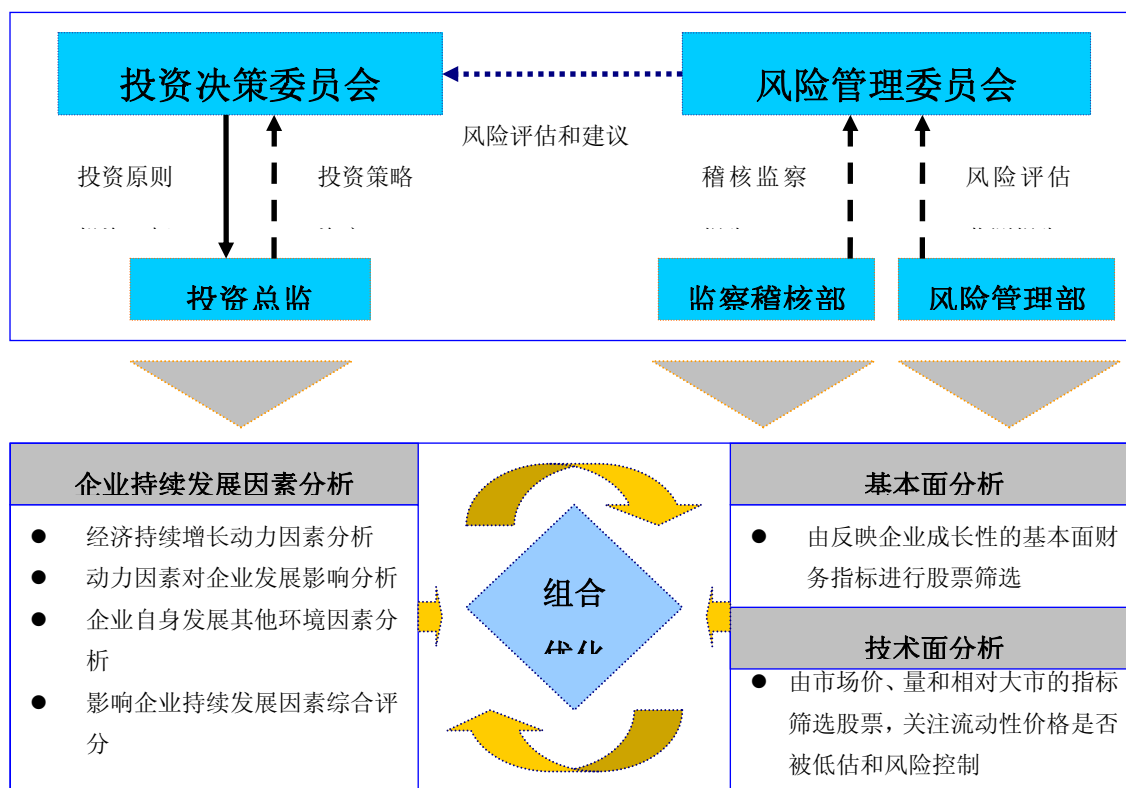 投资决策委员会
风险管理委员会
风险评估和建议
投资原则
投资策略
稽核监察
风险评估
投资总监
监察稽核部
风险管理部
企业持续发展因素分析
● 经济持续增长动力因素分析
● 动力因素对企业发展影响分析
● 企业自身发展其他环境因素分
析
● 影响企业持续发展因素综合评
分
组合
优化
基本面分析
● 由反映企业成长性的基本面财
务指标进行股票筛选
技术面分析
● 由市场价、量和相对大市的指标
筛选股票，关注流动性价格是否
被低估和风险控制